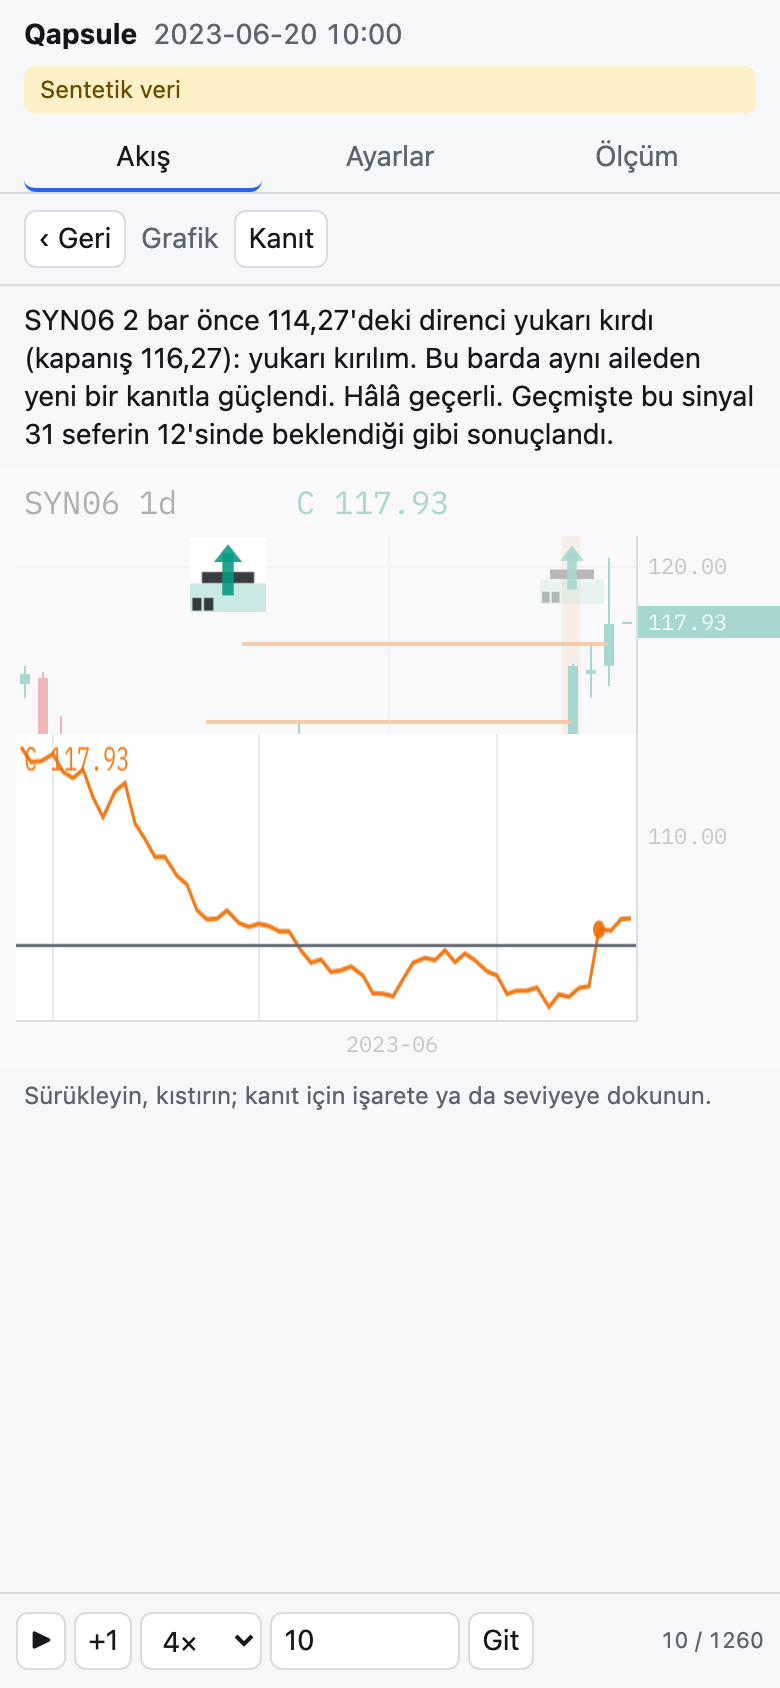 Qapsule 2023-06-20 10:00
Sentetik veri
Akış Ayarlar Ölçüm
‹ Geri Grafik Kanıt
SYN06 2 bar önce 114,27'deki direnci yukarı kırdı
(kapanış 116,27): yukarı kırılım. Bu barda aynı aileden
yeni bir kanıtla güçlendi. Hâlâ geçerli. Geçmişte bu sinyal
31 seferin 12'sinde beklendiği gibi sonuçlandı.
SYN06 1d C 117.93
120.00
117.93
C 117.93
110.00
2023-06
Sürükleyin, kıstırın; kanıt için işarete ya da seviyeye dokunun.
+1 4× 10 Git 10 / 1260